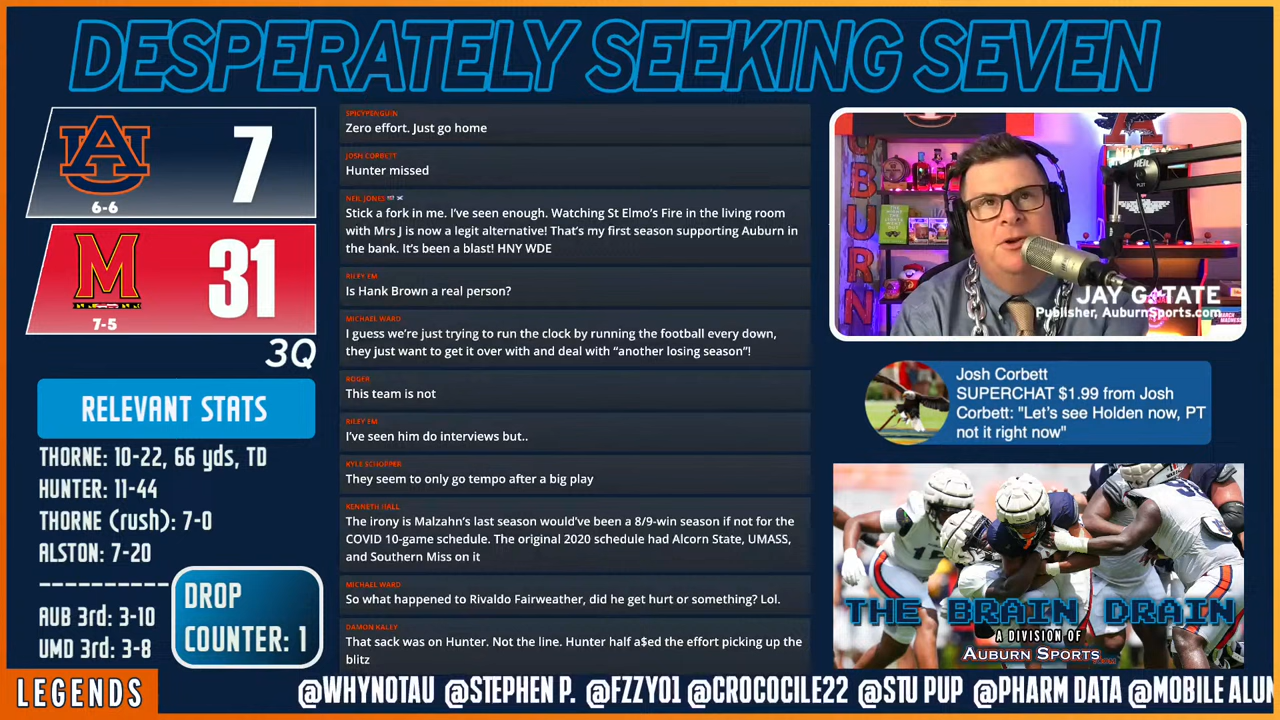 DESPERATELY SEEKING SEVEN
7
6-6
31
7-5
3Q
RELEVANT STATS
THORNE: 10-22, 66 yds, TD
HUNTER: 11-44
THORNE (rush): 7-0
ALSTON: 7-20
AUB 3rd: 3-10
UMD 3rd: 3-8
DROP
COUNTER: 1
SPICYPENGUIN
Zero effort. Just go home
JOSH CORBETT
Hunter missed
NEIL JONES
Stick a fork in me. I’ve seen enough. Watching St Elmo’s Fire in the living room
with Mrs J is now a legit alternative! That’s my first season supporting Auburn in
the bank. It’s been a blast! HNY WDE
RILEY EM
Is Hank Brown a real person?
MICHAEL WARD
I guess we’re just trying to run the clock by running the football every down,
they just want to get it over with and deal with “another losing season”!
ROGER
This team is not
RILEY EM
I’ve seen him do interviews but..
KYLE SCHOPPER
They seem to only go tempo after a big play
KENNETH HALL
The irony is Malzahn’s last season would’ve been a 8/9-win season if not for the
COVID 10-game schedule. The original 2020 schedule had Alcorn State, UMASS,
and Southern Miss on it
MICHAEL WARD
So what happened to Rivaldo Fairweather, did he get hurt or something? Lol.
DAMON KALEY
That sack was on Hunter. Not the line. Hunter half a$ed the effort picking up the
blitz
JAY G. TATE
Publisher, AuburnSports.com
Josh Corbett
SUPERCHAT $1.99 from Josh
Corbett: "Let’s see Holden now, PT
not it right now"
THE BRAIN DRAIN
A DIVISION OF
AUBURN SPORTS.COM
LEGENDS
@WHYNOTAU @STEPHEN P. @FZZY01 @CROCOCILE22 @STU PUP @PHARM DATA @MOBILE ALUM